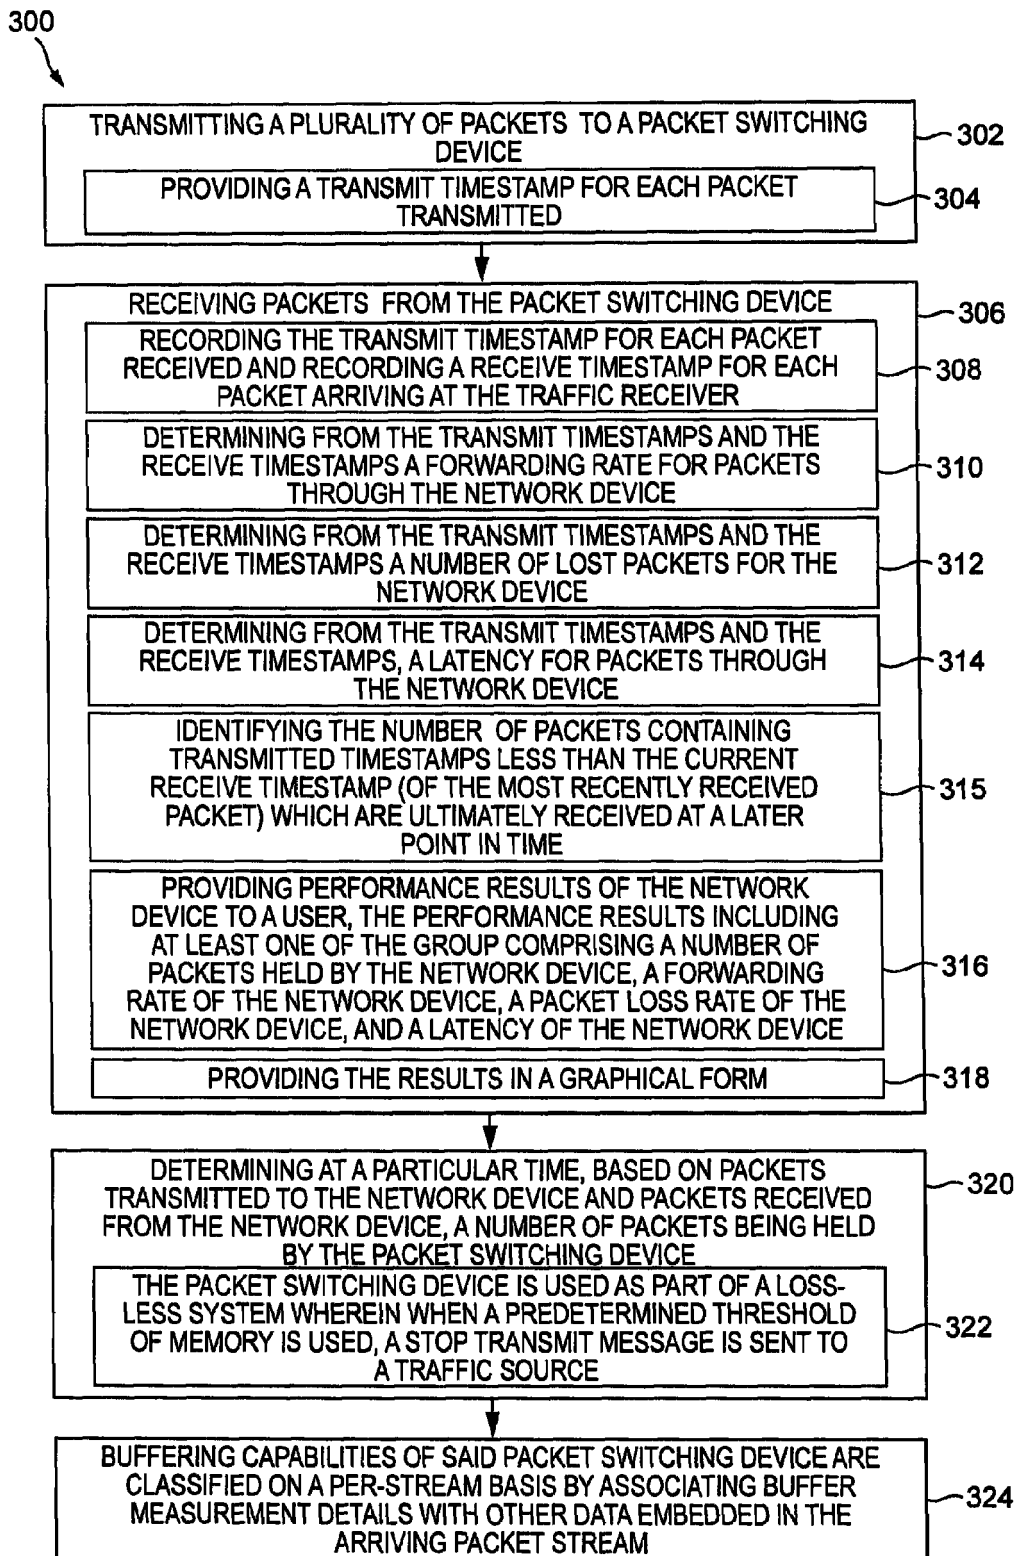 300
TRANSMITTING A PLURALITY OF PACKETS TO A PACKET SWITCHING
DEVICE
302
PROVIDING A TRANSMIT TIMESTAMP FOR EACH PACKET
TRANSMITTED
304
RECEIVING PACKETS FROM THE PACKET SWITCHING DEVICE
306
RECORDING THE TRANSMIT TIMESTAMP FOR EACH PACKET
RECEIVED AND RECORDING A RECEIVE TIMESTAMP FOR EACH
PACKET ARRIVING AT THE TRAFFIC RECEIVER
308
DETERMINING FROM THE TRANSMIT TIMESTAMPS AND THE
RECEIVE TIMESTAMPS A FORWARDING RATE FOR PACKETS
THROUGH THE NETWORK DEVICE
310
DETERMINING FROM THE TRANSMIT TIMESTAMPS AND THE
RECEIVE TIMESTAMPS A NUMBER OF LOST PACKETS FOR THE
NETWORK DEVICE
312
DETERMINING FROM THE TRANSMIT TIMESTAMPS AND THE
RECEIVE TIMESTAMPS, A LATENCY FOR PACKETS THROUGH
THE NETWORK DEVICE
314
IDENTIFYING THE NUMBER OF PACKETS CONTAINING
TRANSMITTED TIMESTAMPS LESS THAN THE CURRENT
RECEIVE TIMESTAMP (OF THE MOST RECENTLY RECEIVED
PACKET) WHICH ARE ULTIMATELY RECEIVED AT A LATER
POINT IN TIME
315
PROVIDING PERFORMANCE RESULTS OF THE NETWORK
DEVICE TO A USER, THE PERFORMANCE RESULTS INCLUDING
AT LEAST ONE OF THE GROUP COMPRISING A NUMBER OF
PACKETS HELD BY THE NETWORK DEVICE, A FORWARDING
RATE OF THE NETWORK DEVICE, A PACKET LOSS RATE OF THE
NETWORK DEVICE, AND A LATENCY OF THE NETWORK DEVICE
316
PROVIDING THE RESULTS IN A GRAPHICAL FORM
318
DETERMINING AT A PARTICULAR TIME, BASED ON PACKETS
TRANSMITTED TO THE NETWORK DEVICE AND PACKETS RECEIVED
FROM THE NETWORK DEVICE, A NUMBER OF PACKETS BEING HELD
BY THE PACKET SWITCHING DEVICE
320
THE PACKET SWITCHING DEVICE IS USED AS PART OF A LOSS-
LESS SYSTEM WHEREIN WHEN A PREDETERMINED THRESHOLD
OF MEMORY IS USED, A STOP TRANSMIT MESSAGE IS SENT TO
A TRAFFIC SOURCE
322
BUFFERING CAPABILITIES OF SAID PACKET SWITCHING DEVICE ARE
CLASSIFIED ON A PER-STREAM BASIS BY ASSOCIATING BUFFER
MEASUREMENT DETAILS WITH OTHER DATA EMBEDDED IN THE
ARRIVING PACKET STREAM
324